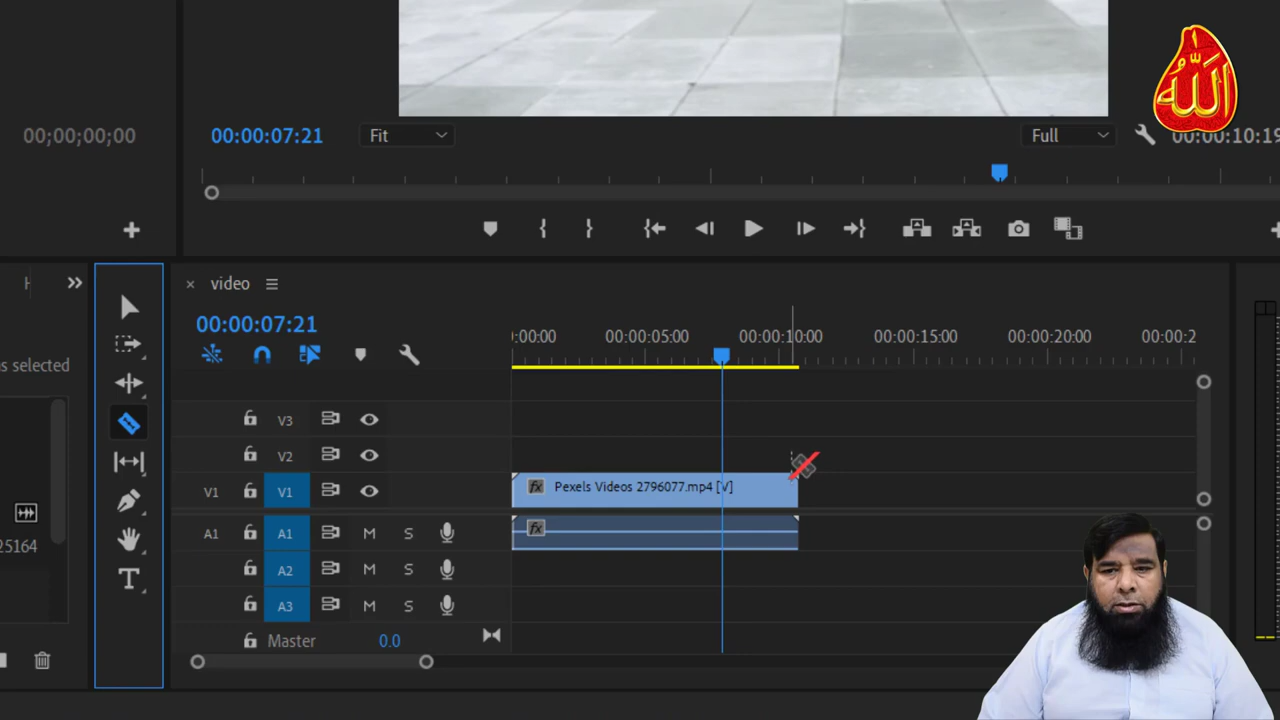 الله
00;00;00;00
00:00:07:21
Fit
Full
00:00:10:19
video
00:00:07:21
:00:00
00:00:05:00
00:00:10:00
00:00:15:00
00:00:20:00
00:00:2
s selected
V3
V2
V1 V1
Pexels Videos 2796077.mp4 [V]
fx
A1 A1 M S
fx
A2 M S
A3 M S
25164
T
Master 0.0